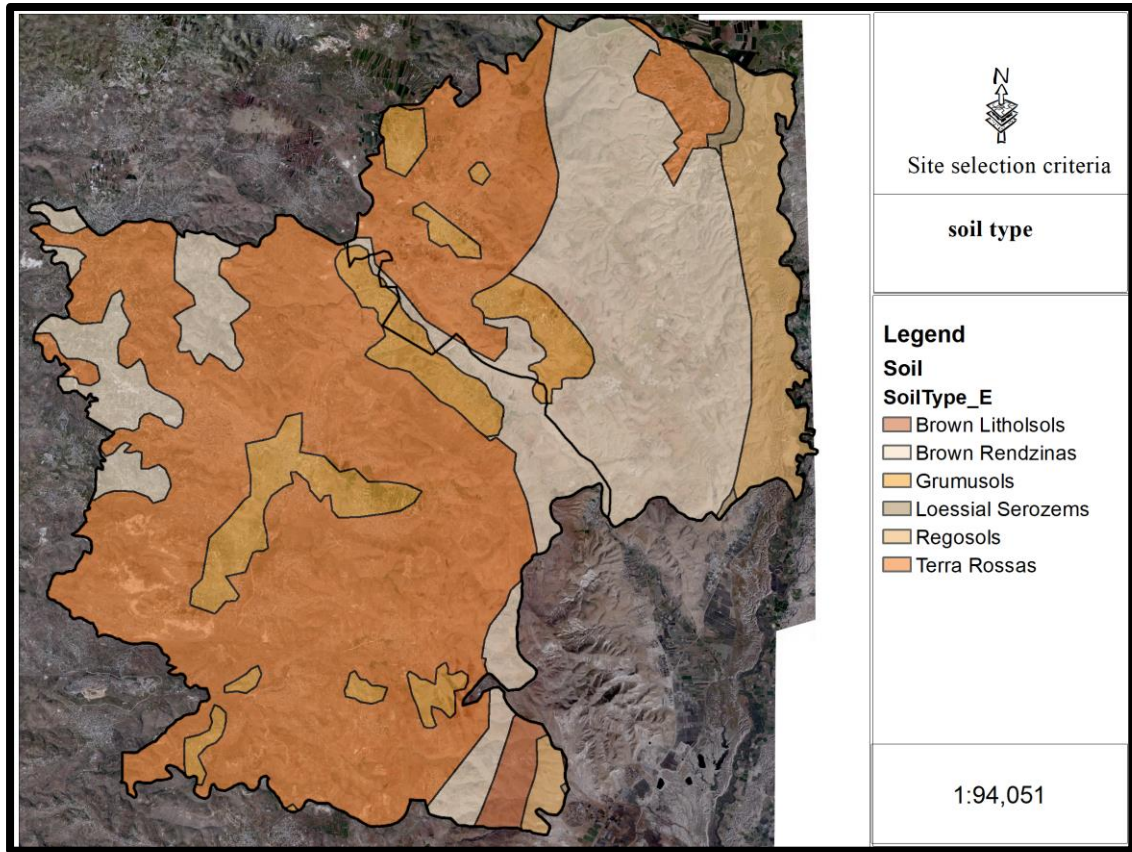 N
Site selection criteria
soil type
Legend
Soil
SoilType_E
Brown Litholsols
Brown Rendzinas
Grumusols
Loessial Serozems
Regosols
Terra Rossas
1:94,051